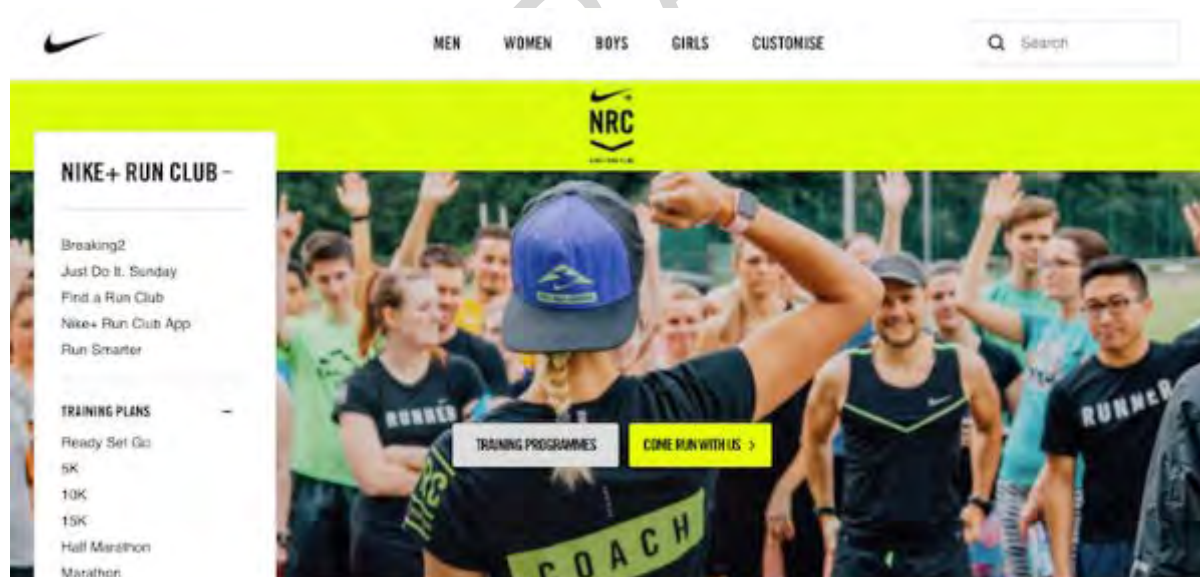 MEN WOMEN BOYS GIRLS CUSTOMISE Search
NRC
NIKE+ RUN CLUB –
Breaking2
Just Do It. Sunday
Find a Run Club
Nike+ Run Club App
Run Smarter
TRAINING PLANS –
Ready Set Go
5K
10K
15K
Half Marathon
Marathon
RUNNER
RUNNER
TRAINING PROGRAMMES COME RUN WITH US >
COACH